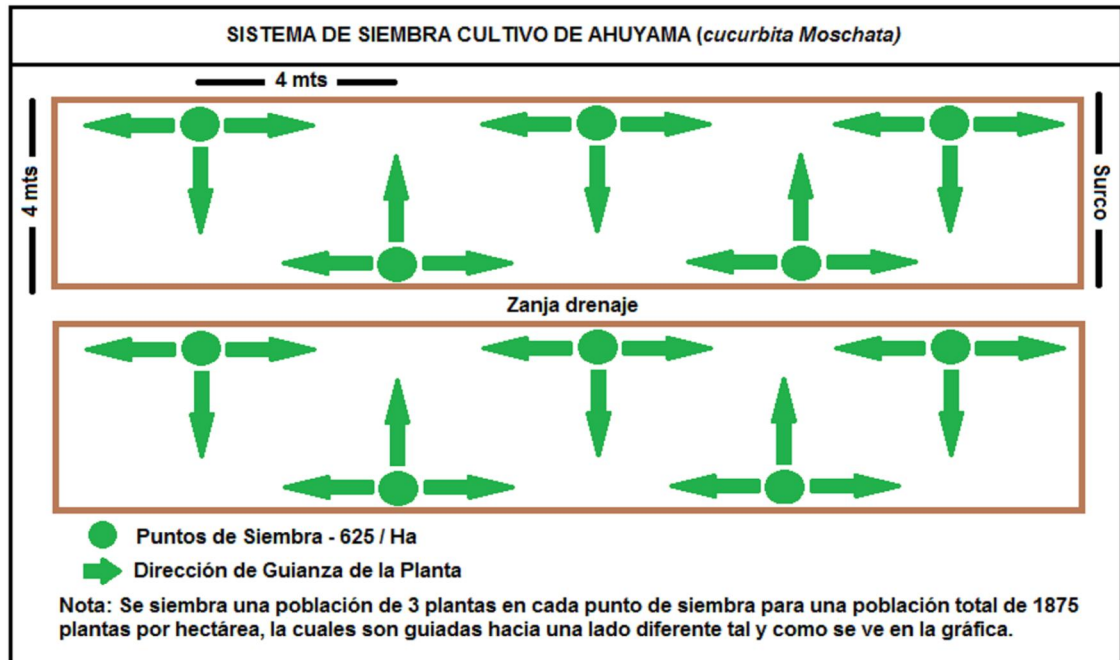 SISTEMA DE SIEMBRA CULTIVO DE AHUYAMA (cucurbita Moschata)
4 mts
4 mts
Surco
Zanja drenaje
Puntos de Siembra - 625 / Ha
Dirección de Guianza de la Planta
Nota: Se siembra una población de 3 plantas en cada punto de siembra para una población total de 1875
plantas por hectárea, la cuales son guiadas hacia una lado diferente tal y como se ve en la gráfica.